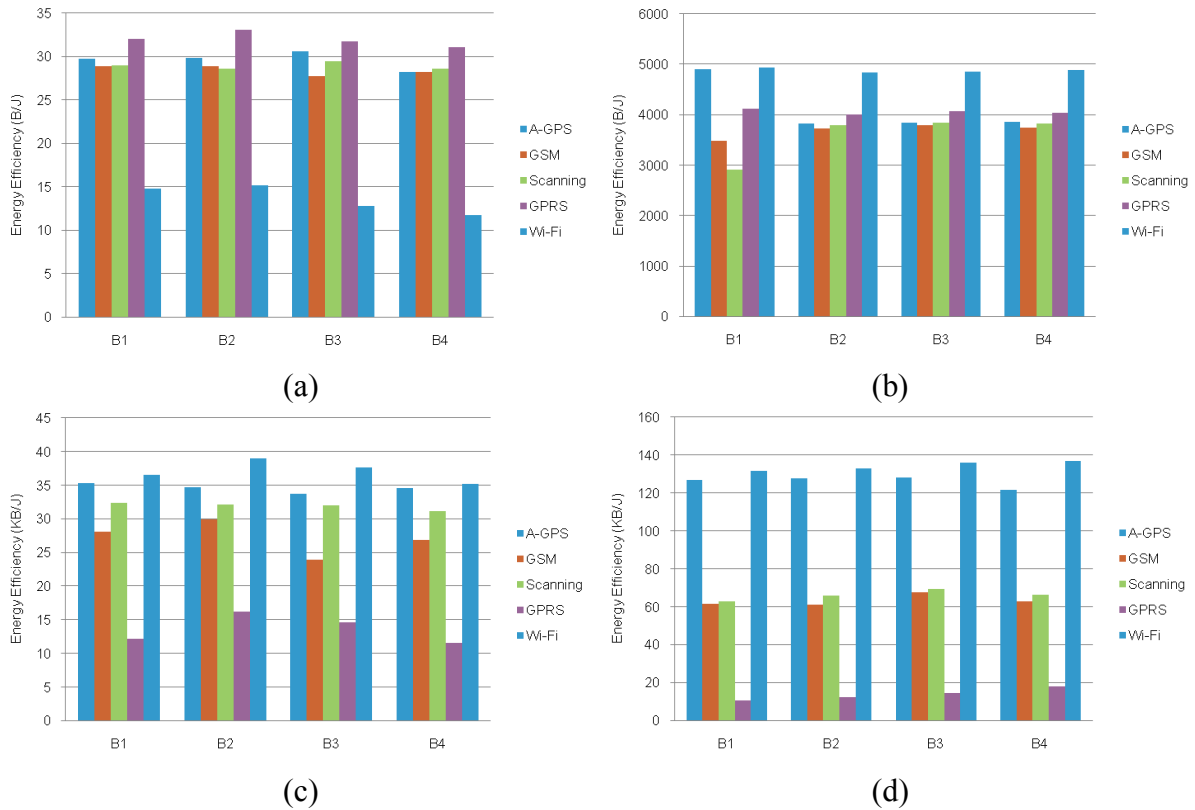 35
30
25
20
15
10
5
0
Energy Efficiency (B/J)
B1 B2 B3 B4
A-GPS
GSM
Scanning
GPRS
Wi-Fi
(a)
6000
5000
4000
3000
2000
1000
0
Energy Efficiency (B/J)
B1 B2 B3 B4
A-GPS
GSM
Scanning
GPRS
Wi-Fi
(b)
45
40
35
30
25
20
15
10
5
0
Energy Efficiency (KB/J)
B1 B2 B3 B4
A-GPS
GSM
Scanning
GPRS
Wi-Fi
(c)
160
140
120
100
80
60
40
20
0
Energy Efficiency (KB/J)
B1 B2 B3 B4
A-GPS
GSM
Scanning
GPRS
Wi-Fi
(d)